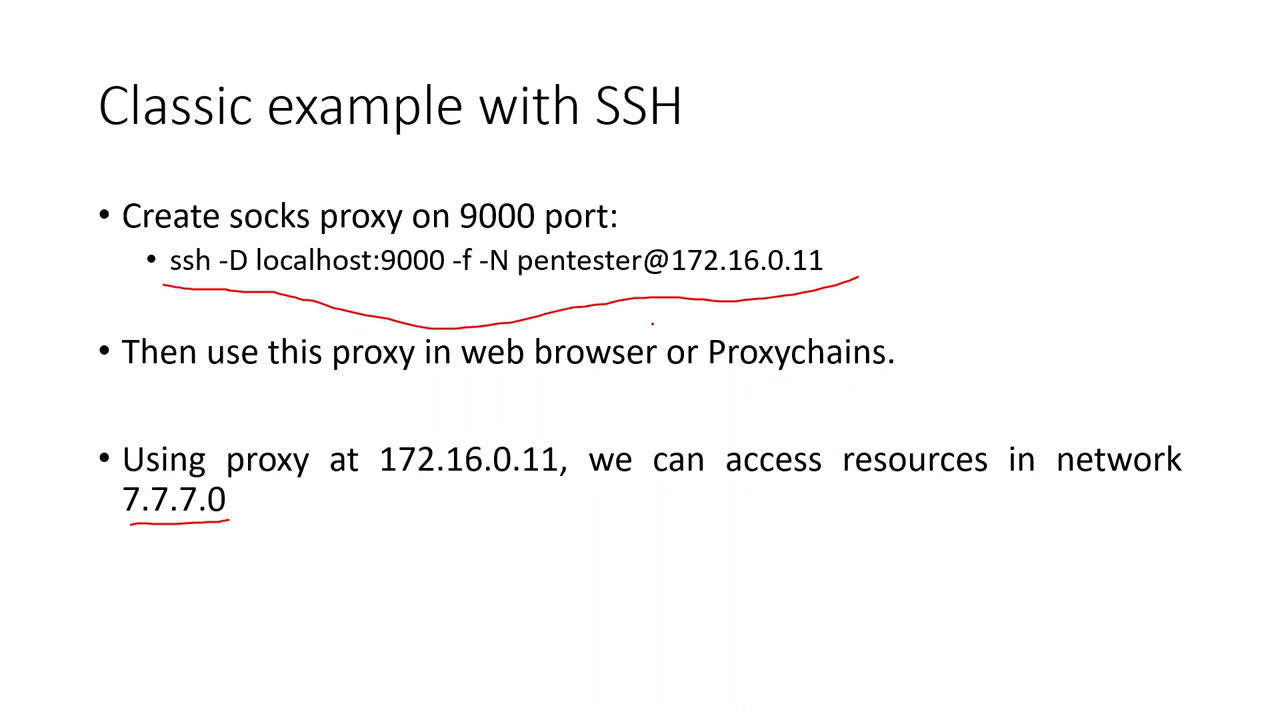 Classic example with SSH
• Create socks proxy on 9000 port:
• ssh -D localhost:9000 -f -N pentester@172.16.0.11
• Then use this proxy in web browser or Proxychains.
• Using proxy at 172.16.0.11, we can access resources in network
7.7.7.0